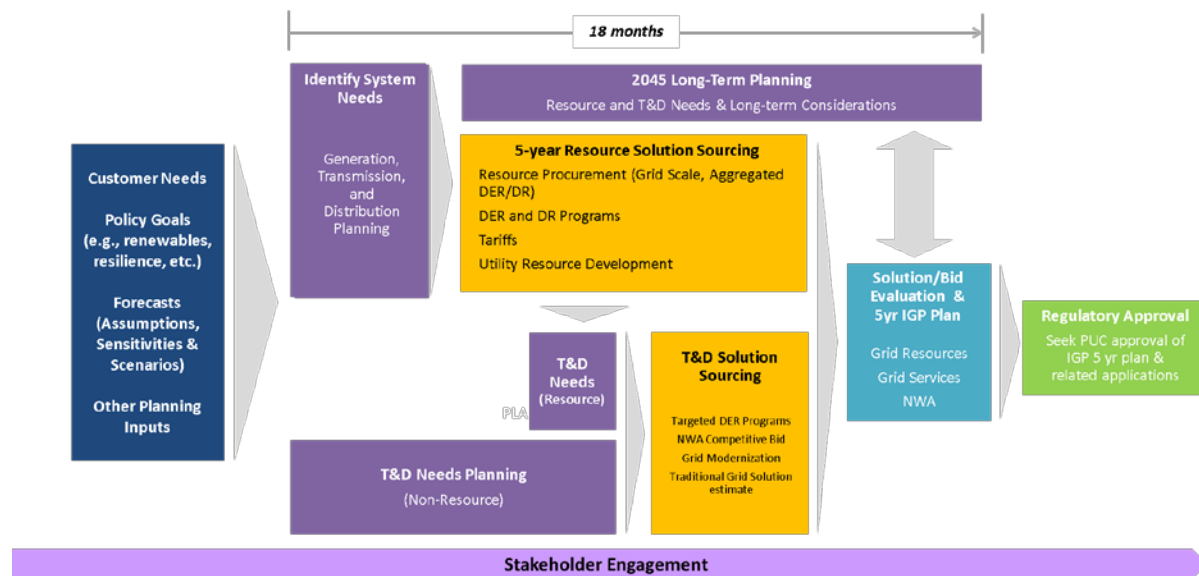 18 months
Identify System
Needs
Generation,
Transmission,
and
Distribution
Planning
2045 Long-Term Planning
Resource and T&D Needs & Long-term Considerations
Customer Needs
Policy Goals
(e.g., renewables,
resilience, etc.)
Forecasts
(Assumptions,
Sensitivities &
Scenarios)
Other Planning
Inputs
5-year Resource Solution Sourcing
Resource Procurement (Grid Scale, Aggregated
DER/DR)
DER and DR Programs
Tariffs
Utility Resource Development
T&D
Needs
(Resource)
PLA
T&D Needs Planning
(Non-Resource)
T&D Solution
Sourcing
Targeted DER Programs
NWA Competitive Bid
Grid Modernization
Traditional Grid Solution
estimate
Solution/Bid
Evaluation &
5yr IGP Plan
Grid Resources
Grid Services
NWA
Regulatory Approval
Seek PUC approval of
IGP 5 yr plan &
related applications
Stakeholder Engagement